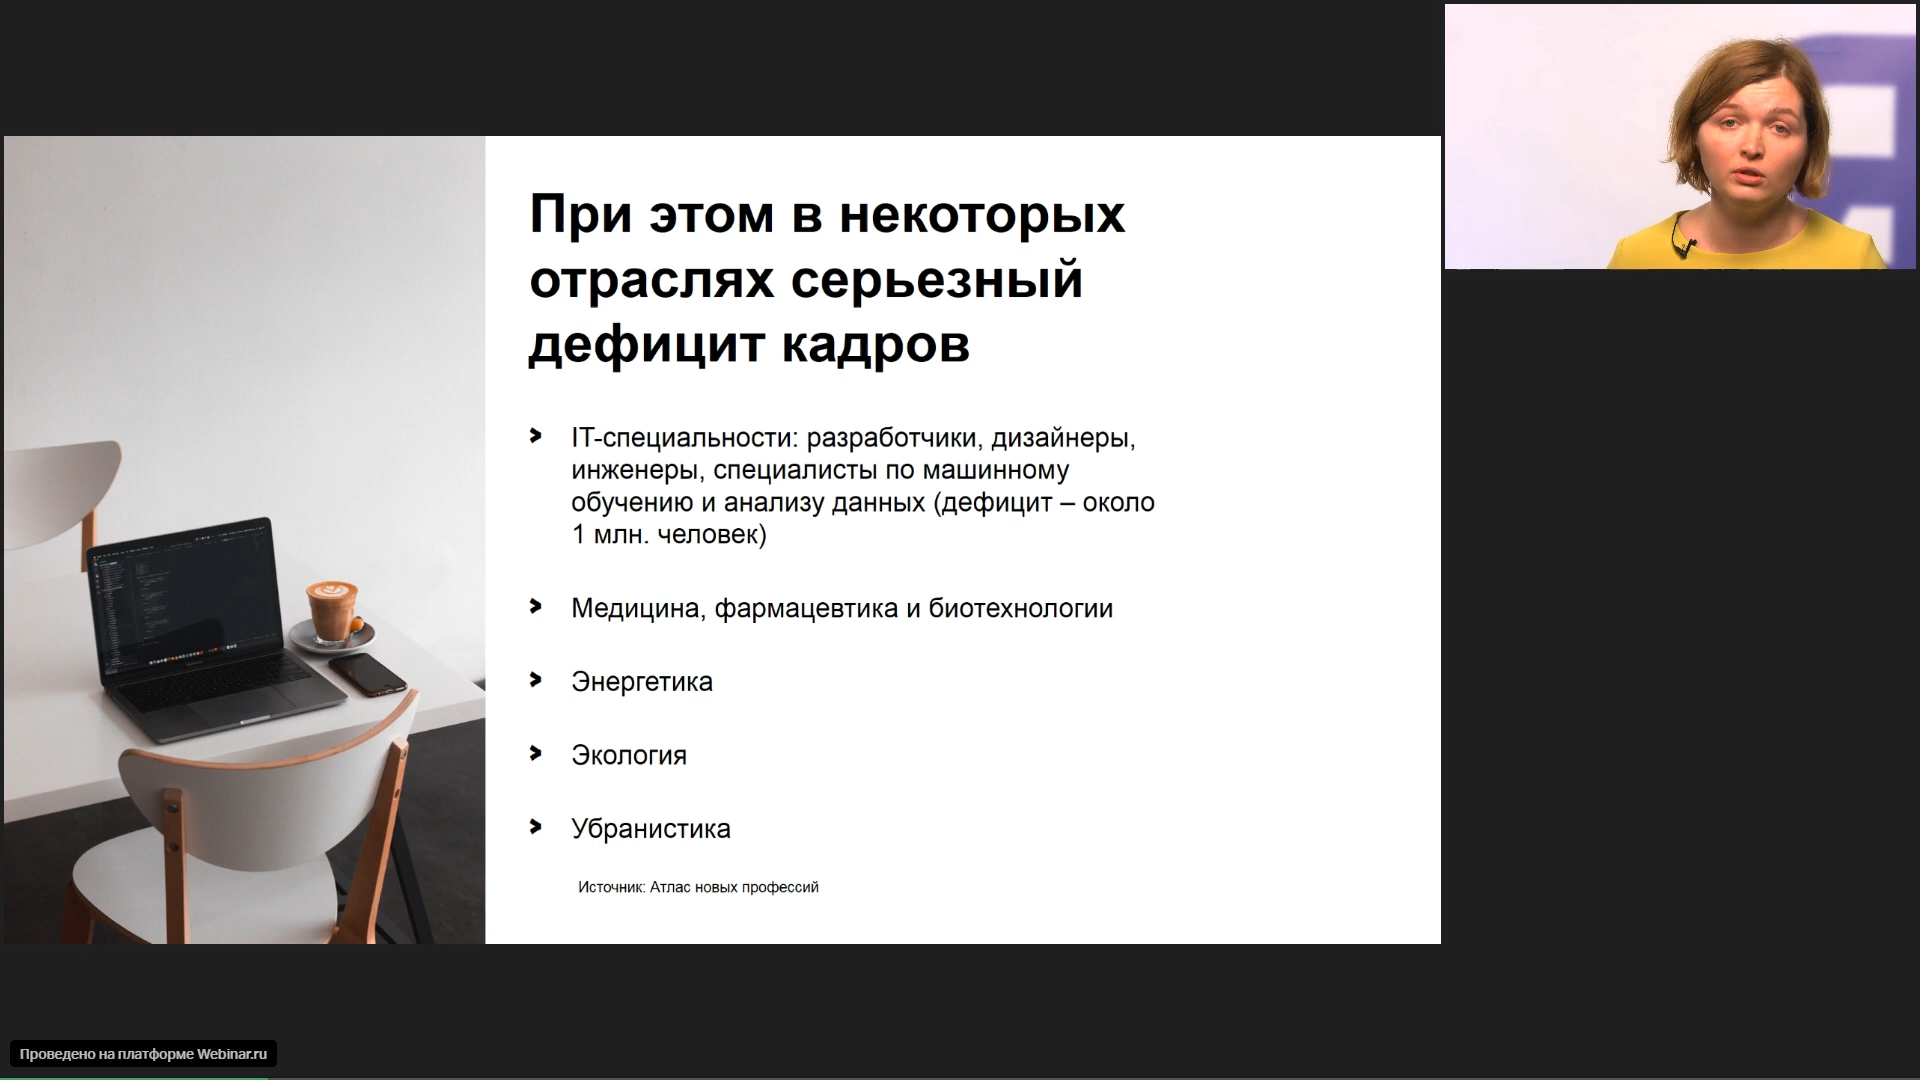 При этом в некоторых
отраслях серьезный
дефицит кадров
IT-специальности: разработчики, дизайнеры,
инженеры, специалисты по машинному
обучению и анализу данных (дефицит – около
1 млн. человек)
Медицина, фармацевтика и биотехнологии
Энергетика
Экология
Убранистика
Источник: Атлас новых профессий
Проведено на платформе Webinar.ru